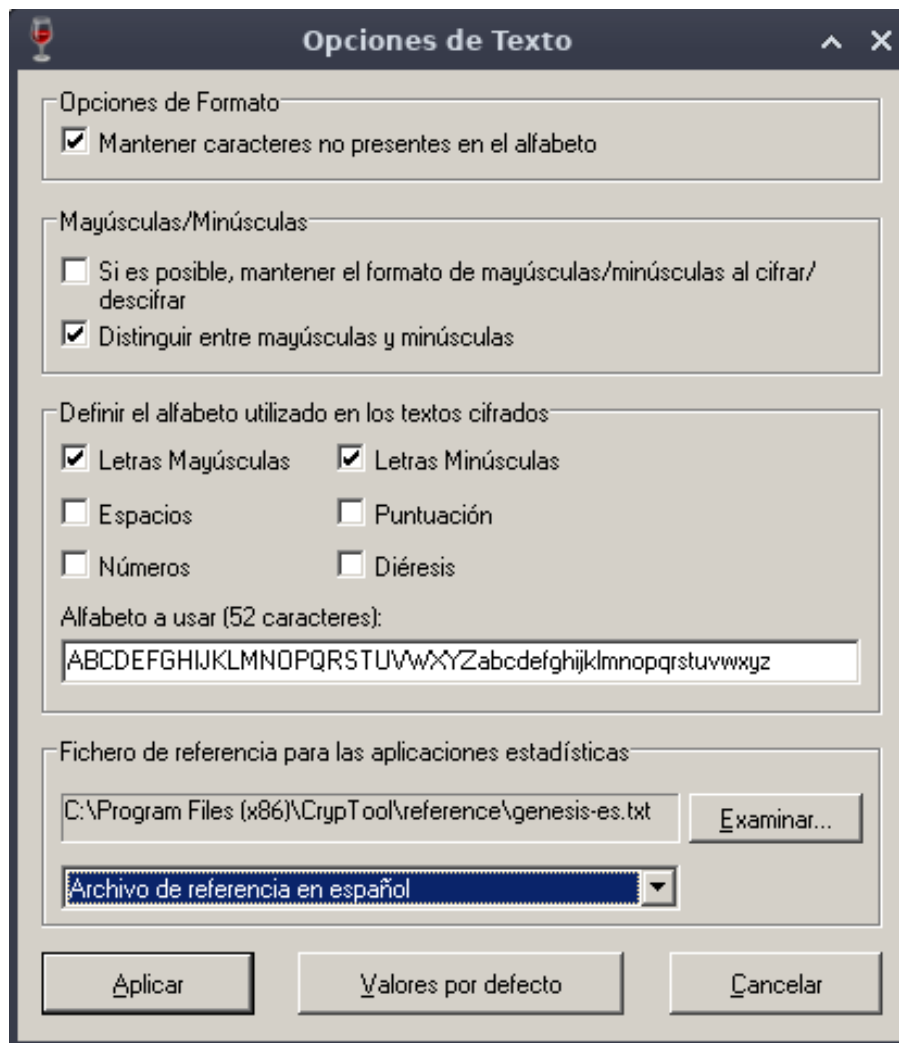 Opciones de Texto
Opciones de Formato
Mantener caracteres no presentes en el alfabeto
Mayúsculas/Minúsculas
Si es posible, mantener el formato de mayúsculas/minúsculas al cifrar/
descifrar
Distinguir entre mayúsculas y minúsculas
Definir el alfabeto utilizado en los textos cifrados
Letras Mayúsculas Letras Minúsculas
Espacios Puntuación
Números Diéresis
Alfabeto a usar (52 caracteres):
ABCDEFGHIJKLMNOPQRSTUVWXYZabcdefghijklmnopqrstuvwxyz
Fichero de referencia para las aplicaciones estadísticas
C:\Program Files (x86)\CrypTool\reference\genesis-es.txt Examinar...
Archivo de referencia en español
Aplicar Valores por defecto Cancelar